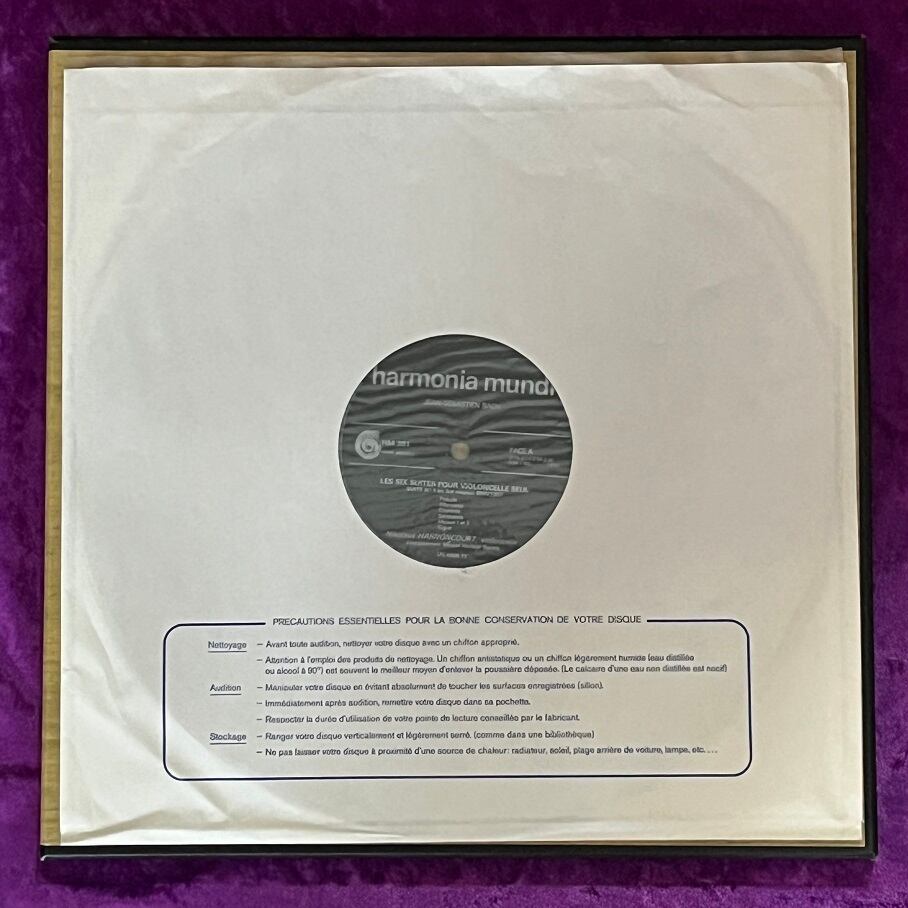 harmonia mundi
JEAN-SEBASTIEN BACH
FACE A
LES SIX SUITES POUR VIOLONCELLE SEUL
Prélude
Allemande
Courante
Sarabande
Gigue
HARNONCOURT, violoncelle
PRECAUTIONS ESSENTIELLES POUR LA BONNE CONSERVATION DE VOTRE DISQUE
Nettoyage – Avant toute audition, nettoyer votre disque avec un chiffon approprié.
– Attention à l'emploi des produits de nettoyage. Un chiffon antistatique ou un chiffon légèrement humide (eau distillée
ou alcool à 90°) est souvent le meilleur moyen d'enlever la poussière déposée. (Le calcaire d'une eau non distillée est nocif)
Audition – Manipuler votre disque en évitant absolument de toucher les surfaces enregistrées (sillon).
– Immédiatement après audition, remettre votre disque dans sa pochette.
– Respecter la durée d'utilisation de votre pointe de lecture conseillée par le fabricant.
Stockage – Ranger votre disque verticalement et légèrement serré. (comme dans une bibliothèque)
– Ne pas laisser votre disque à proximité d'une source de chaleur: radiateur, soleil, plage arrière de voiture, lampe, etc. ...